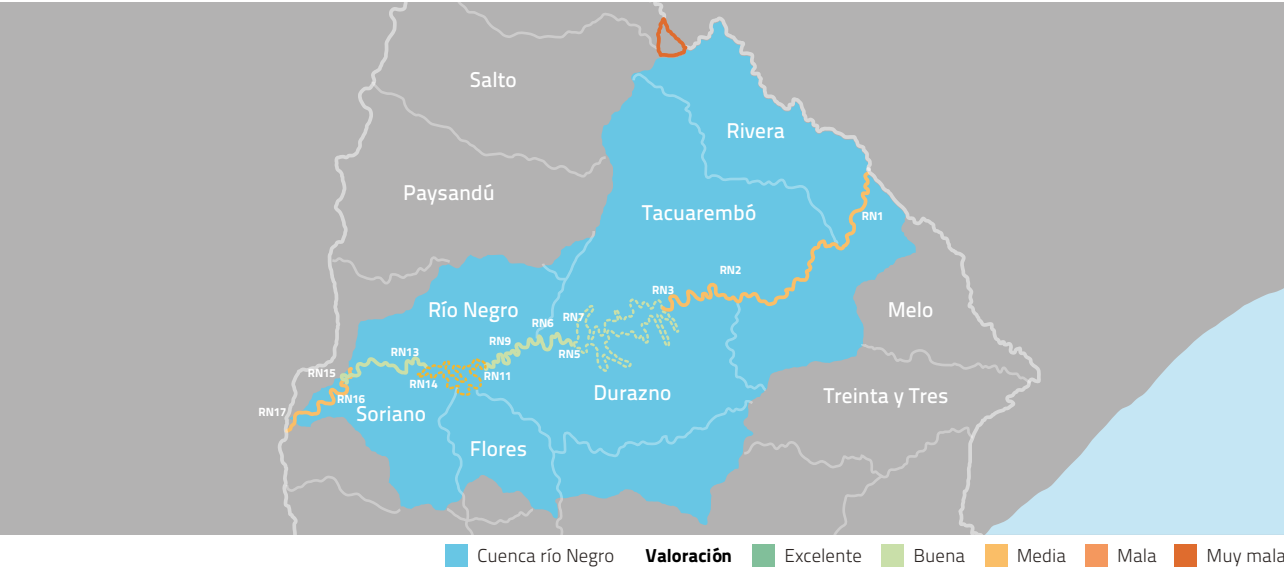 Salto
Rivera
Paysandú
Tacuarembó
RN1
RN2
RN3
Río Negro
RN7
RN6
Melo
RN9
RN5
RN13
RN15
RN11
RN14
Durazno
Treinta y Tres
RN16
RN17
Soriano
Flores
Cuenca río Negro Valoración Excelente Buena Media Mala Muy mala